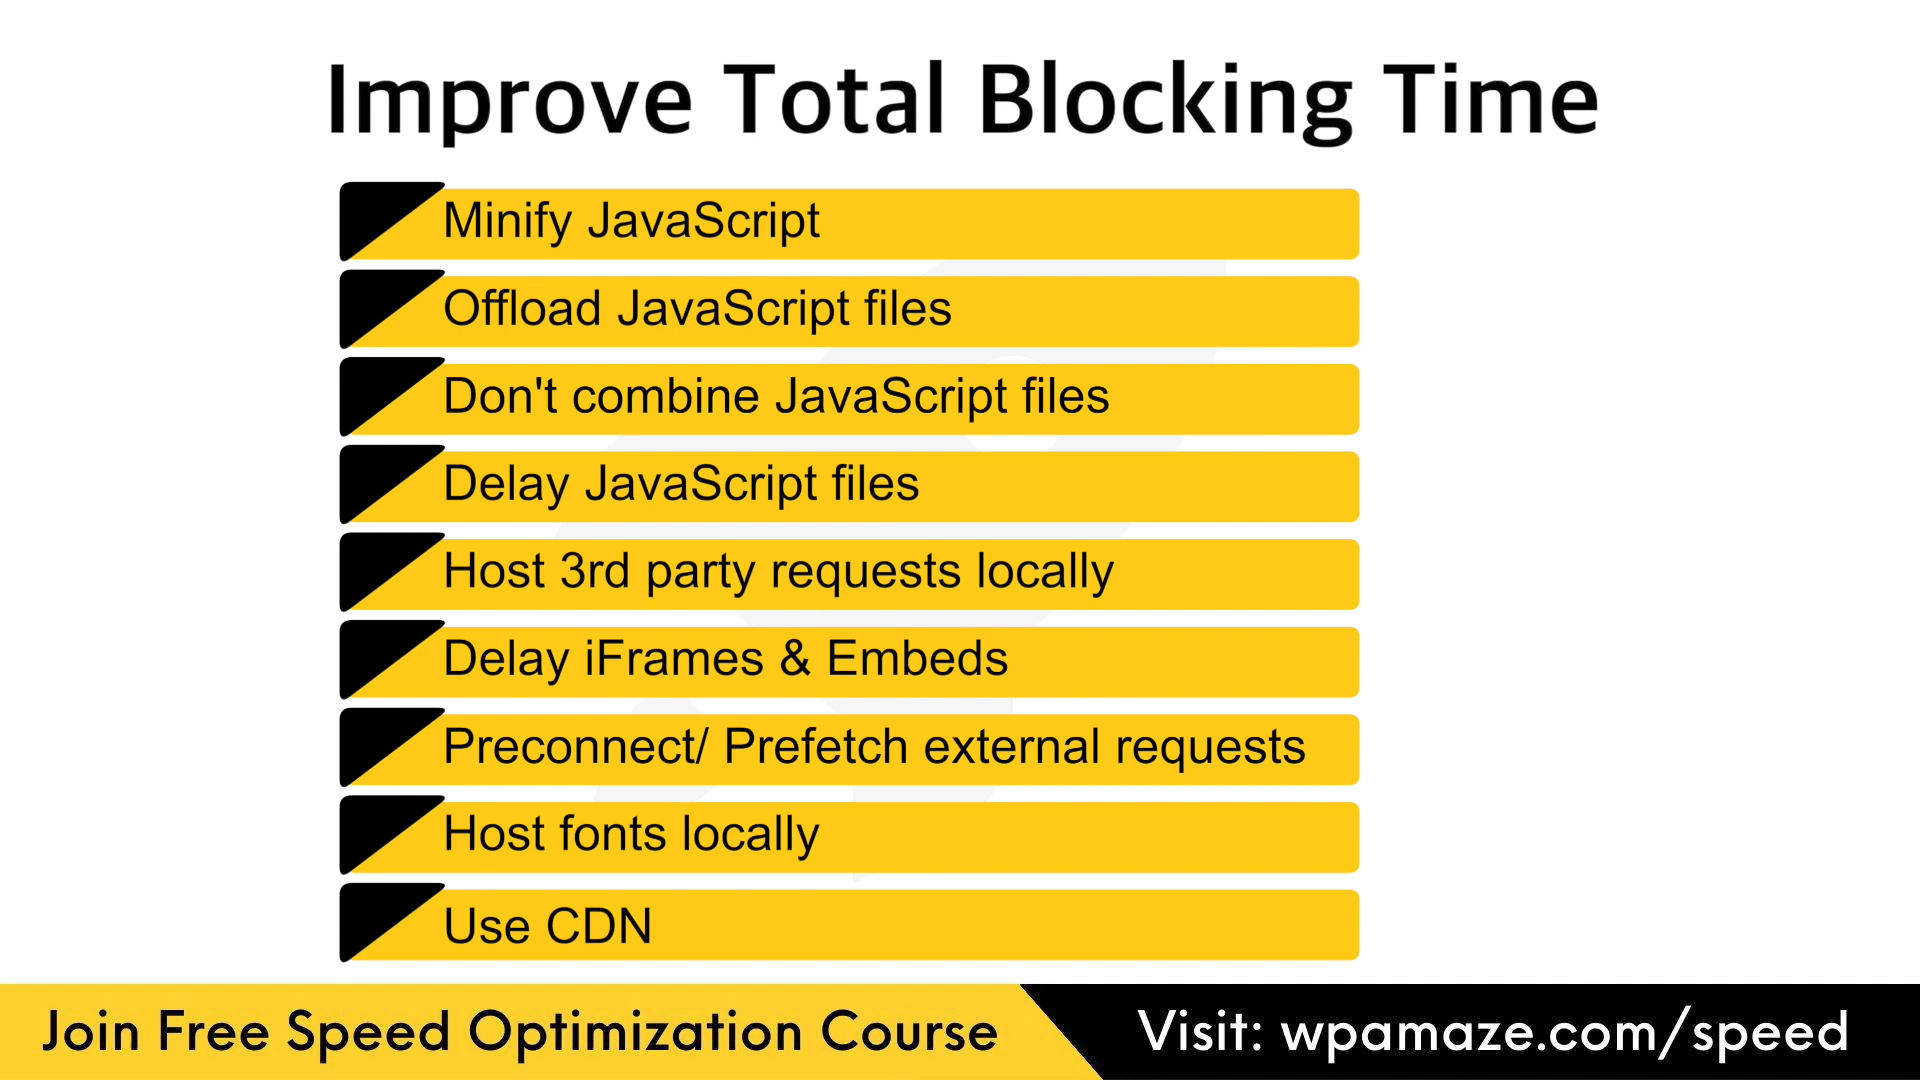 Improve Total Blocking Time
Minify JavaScript
Offload JavaScript files
Don't combine JavaScript files
Delay JavaScript files
Host 3rd party requests locally
Delay iFrames & Embeds
Preconnect/ Prefetch external requests
Host fonts locally
Use CDN
Join Free Speed Optimization Course
Visit: wpamaze.com/speed